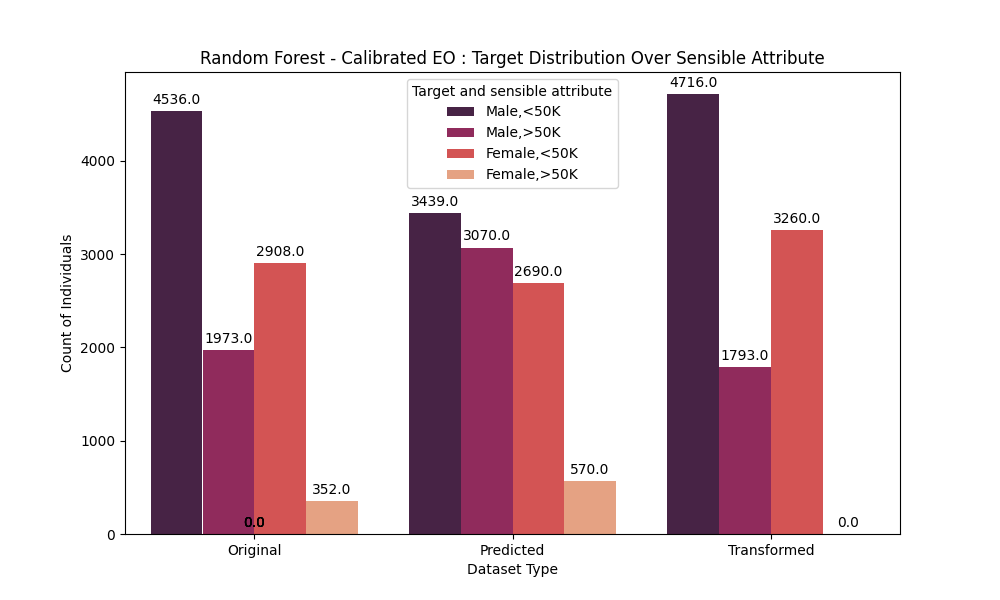 Random Forest - Calibrated EO : Target Distribution Over Sensible Attribute
Target and sensible attribute
Male,<50K
Male,>50K
Female,<50K
Female,>50K
Count of Individuals
4000
3000
2000
1000
0
4536.0
1973.0
2908.0
352.0
0.0
0.0
3439.0
3070.0
2690.0
570.0
4716.0
1793.0
3260.0
0.0
Original
Predicted
Transformed
Dataset Type